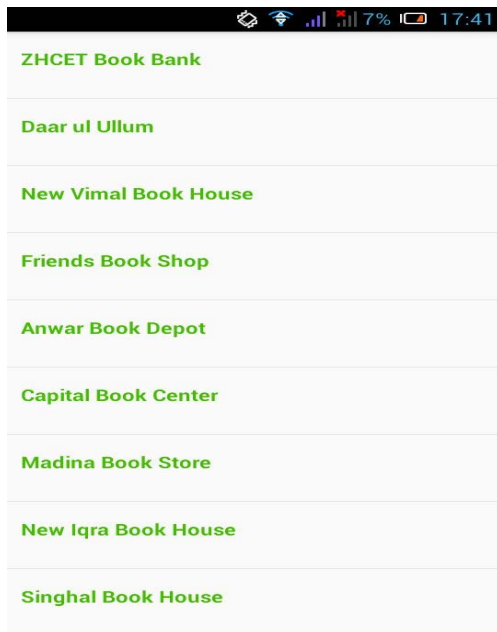 7% 17:41
ZHCET Book Bank
Daar ul Ullum
New Vimal Book House
Friends Book Shop
Anwar Book Depot
Capital Book Center
Madina Book Store
New Iqra Book House
Singhal Book House